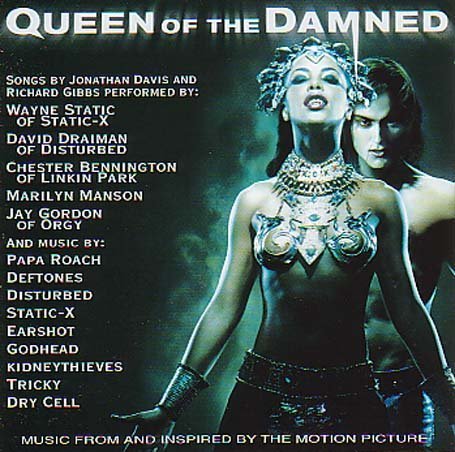 QUEEN OF THE DAMNED
SONGS BY JONATHAN DAVIS AND
RICHARD GIBBS PERFORMED BY:
WAYNE STATIC
OF STATIC-X
DAVID DRAIMAN
OF DISTURBED
CHESTER BENNINGTON
OF LINKIN PARK
MARILYN MANSON
JAY GORDON
OF ORGY
AND MUSIC BY:
PAPA ROACH
DEFTONES
DISTURBED
STATIC-X
EARSHOT
GODHEAD
KIDNEYTHIEVES
TRICKY
DRY CELL
MUSIC FROM AND INSPIRED BY THE MOTION PICTURE